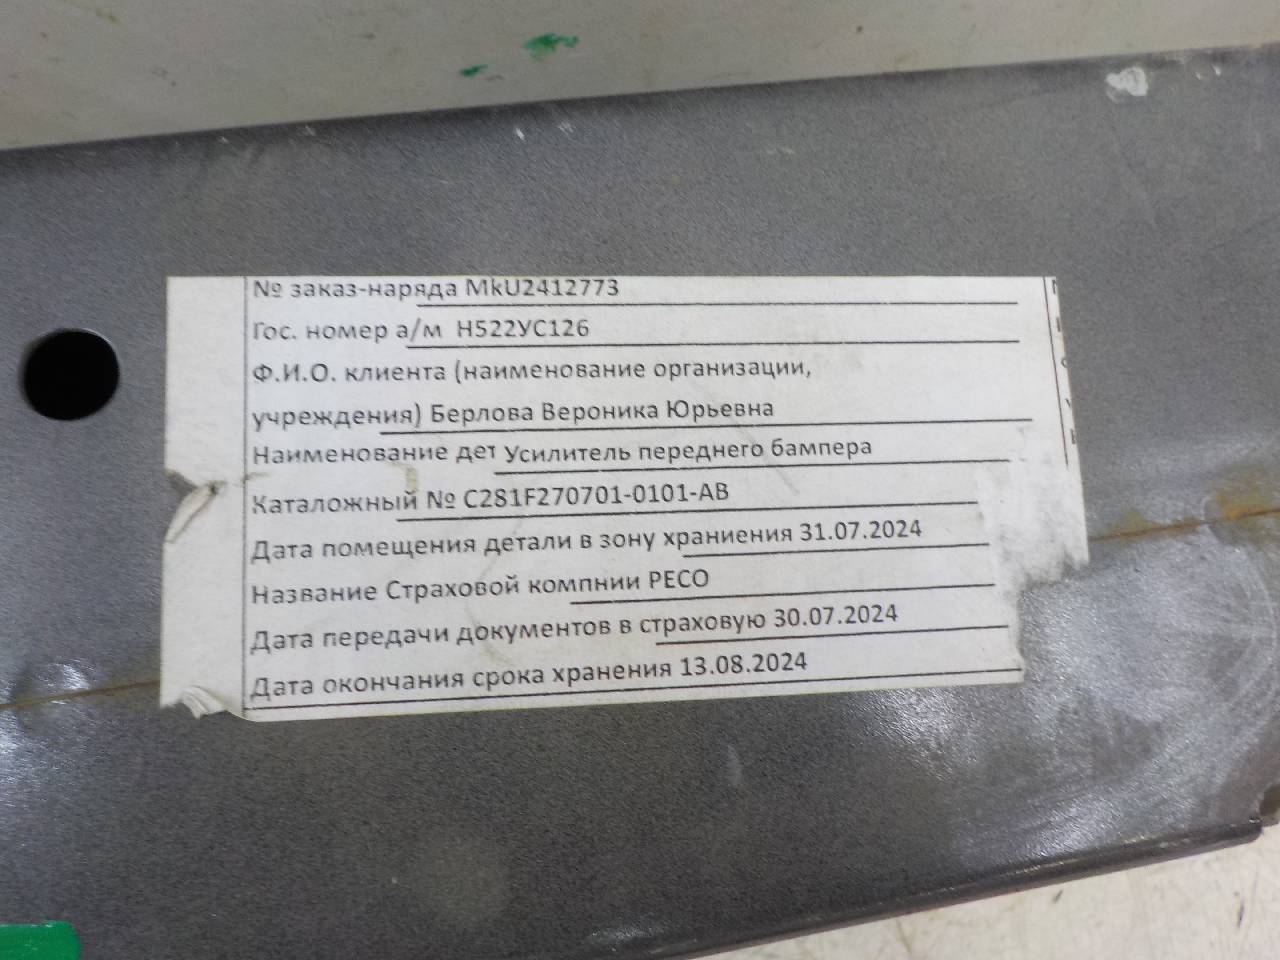 № заказ-наряда MkU2412773
Гос. номер а/м Н522УС126
Ф.И.О. клиента (наименование организации,
учреждения) Берлова Вероника Юрьевна
Наименование дет Усилитель переднего бампера
Каталожный № C281F270701-0101-AB
Дата помещения детали в зону храниения 31.07.2024
Название Страховой компнии РЕСО
Дата передачи документов в страховую 30.07.2024
Дата окончания срока хранения 13.08.2024